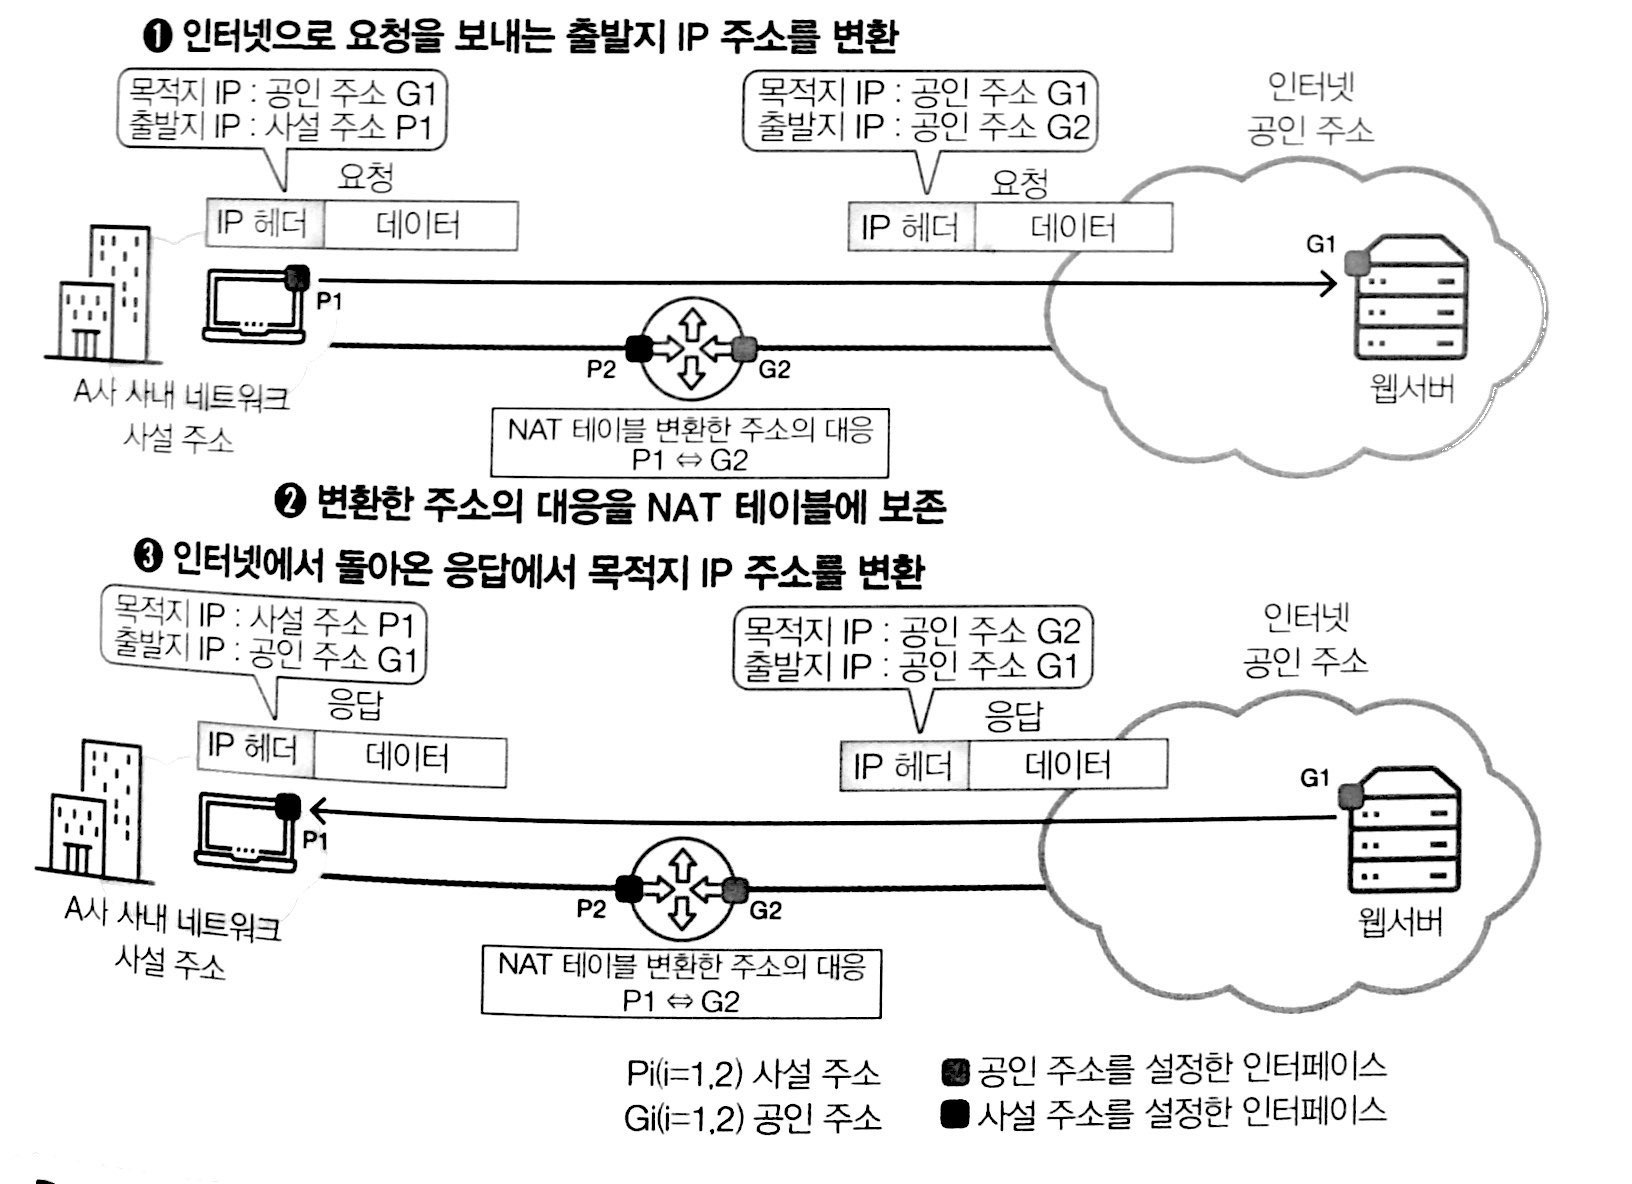 ❶ 인터넷으로 요청을 보내는 출발지 IP 주소를 변환
목적지 IP : 공인 주소 G1
출발지 IP : 사설 주소 P1
목적지 IP : 공인 주소 G1
출발지 IP : 공인 주소 G2
인터넷
공인 주소
요청
요청
IP 헤더
데이터
IP 헤더
데이터
G1
P1
P2
G2
웹서버
A사 사내 네트워크
사설 주소
NAT 테이블 변환한 주소의 대응
P1 ⇔ G2
❷ 변환한 주소의 대응을 NAT 테이블에 보존
❸ 인터넷에서 돌아온 응답에서 목적지 IP 주소를 변환
목적지 IP : 사설 주소 P1
출발지 IP : 공인 주소 G1
목적지 IP : 공인 주소 G2
출발지 IP : 공인 주소 G1
인터넷
공인 주소
응답
응답
IP 헤더
데이터
IP 헤더
데이터
G1
P1
P2
G2
웹서버
A사 사내 네트워크
사설 주소
NAT 테이블 변환한 주소의 대응
P1 ⇔ G2
Pi(i=1,2) 사설 주소
공인 주소를 설정한 인터페이스
Gi(i=1,2) 공인 주소
사설 주소를 설정한 인터페이스